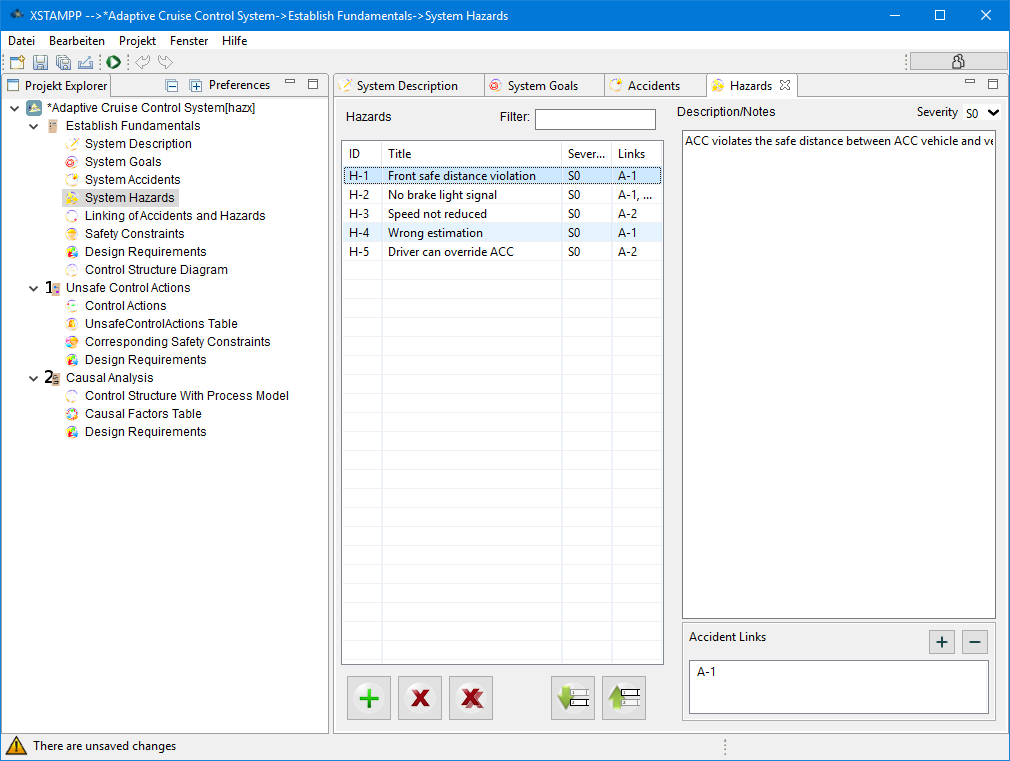 XSTAMPP -->*Adaptive Cruise Control System->Establish Fundamentals->System Hazards
Datei Bearbeiten Projekt Fenster Hilfe
Projekt Explorer Preferences
*Adaptive Cruise Control System[hazx]
Establish Fundamentals
System Description
System Goals
System Accidents
System Hazards
Linking of Accidents and Hazards
Safety Constraints
Design Requirements
Control Structure Diagram
1 Unsafe Control Actions
Control Actions
UnsafeControlActions Table
Corresponding Safety Constraints
Design Requirements
2 Causal Analysis
Control Structure With Process Model
Causal Factors Table
Design Requirements
System Description System Goals Accidents Hazards
Hazards Filter:
ID Title Sever... Links
H-1 Front safe distance violation S0 A-1
H-2 No brake light signal S0 A-1, ...
H-3 Speed not reduced S0 A-2
H-4 Wrong estimation S0 A-1
H-5 Driver can override ACC S0 A-2
Description/Notes Severity S0
ACC violates the safe distance between ACC vehicle and ve
Accident Links
A-1
There are unsaved changes